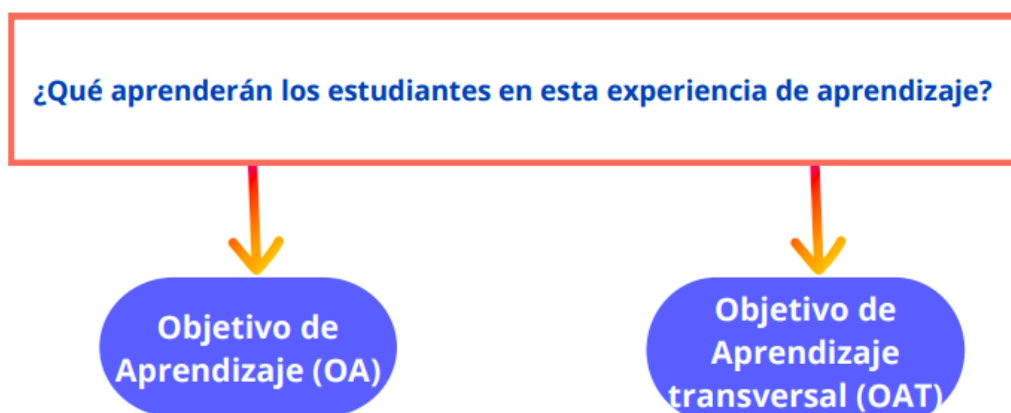 ¿Qué aprenderán los estudiantes en esta experiencia de aprendizaje?
Objetivo de
Aprendizaje (OA)
Objetivo de
Aprendizaje
transversal (OAT)